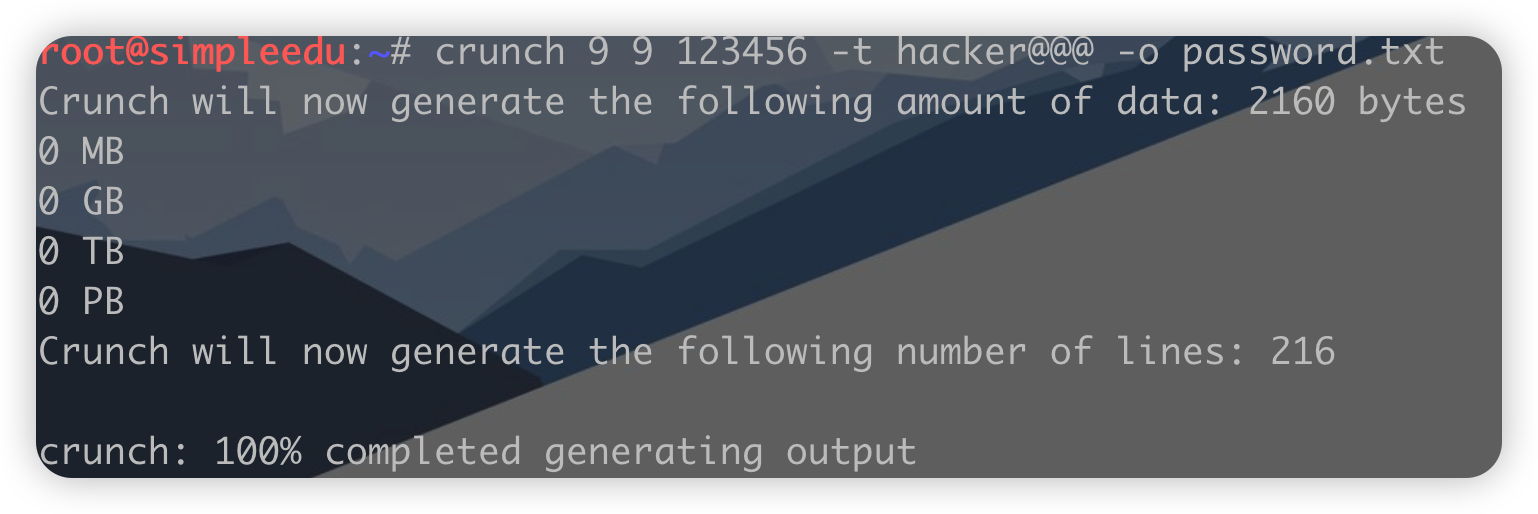 root@simpleedu:~# crunch 9 9 123456 -t hacker@@@ -o password.txt
Crunch will now generate the following amount of data: 2160 bytes
0 MB
0 GB
0 TB
0 PB
Crunch will now generate the following number of lines: 216
crunch: 100% completed generating output